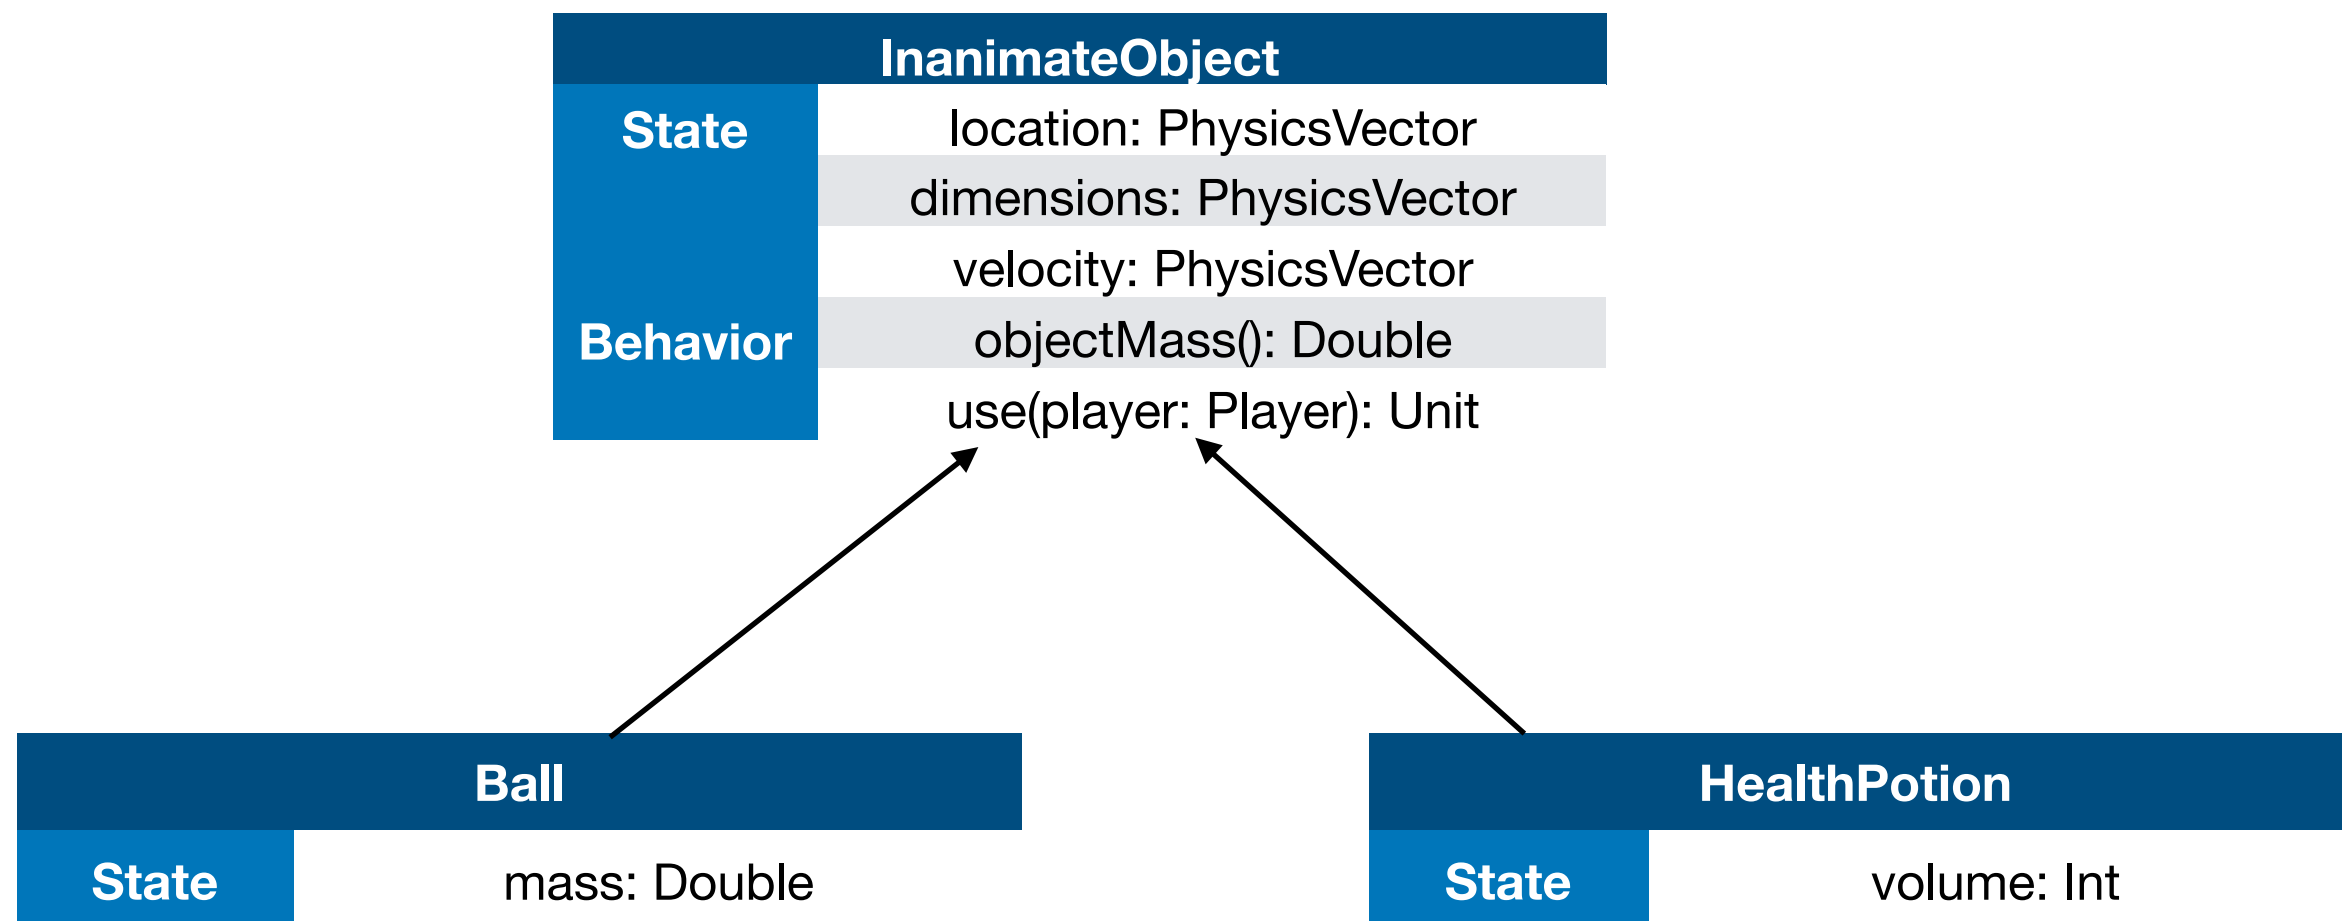 InanimateObject
State
location: PhysicsVector
dimensions: PhysicsVector
velocity: PhysicsVector
Behavior
objectMass(): Double
use(player: Player): Unit
Ball
State
mass: Double
HealthPotion
State
volume: Int